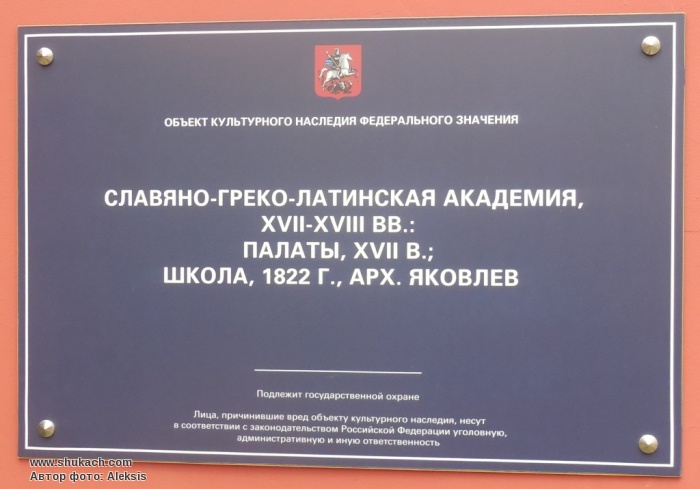 ОБЪЕКТ КУЛЬТУРНОГО НАСЛЕДИЯ ФЕДЕРАЛЬНОГО ЗНАЧЕНИЯ
СЛАВЯНО-ГРЕКО-ЛАТИНСКАЯ АКАДЕМИЯ,
XVII-XVIII ВВ.:
ПАЛАТЫ, XVII В.;
ШКОЛА, 1822 Г., АРХ. ЯКОВЛЕВ
Подлежит государственной охране
Лица, причинившие вред объекту культурного наследия, несут
в соответствии с законодательством Российской Федерации уголовную,
административную и иную ответственность
www.shukach.com
Автор фото: Aleksis